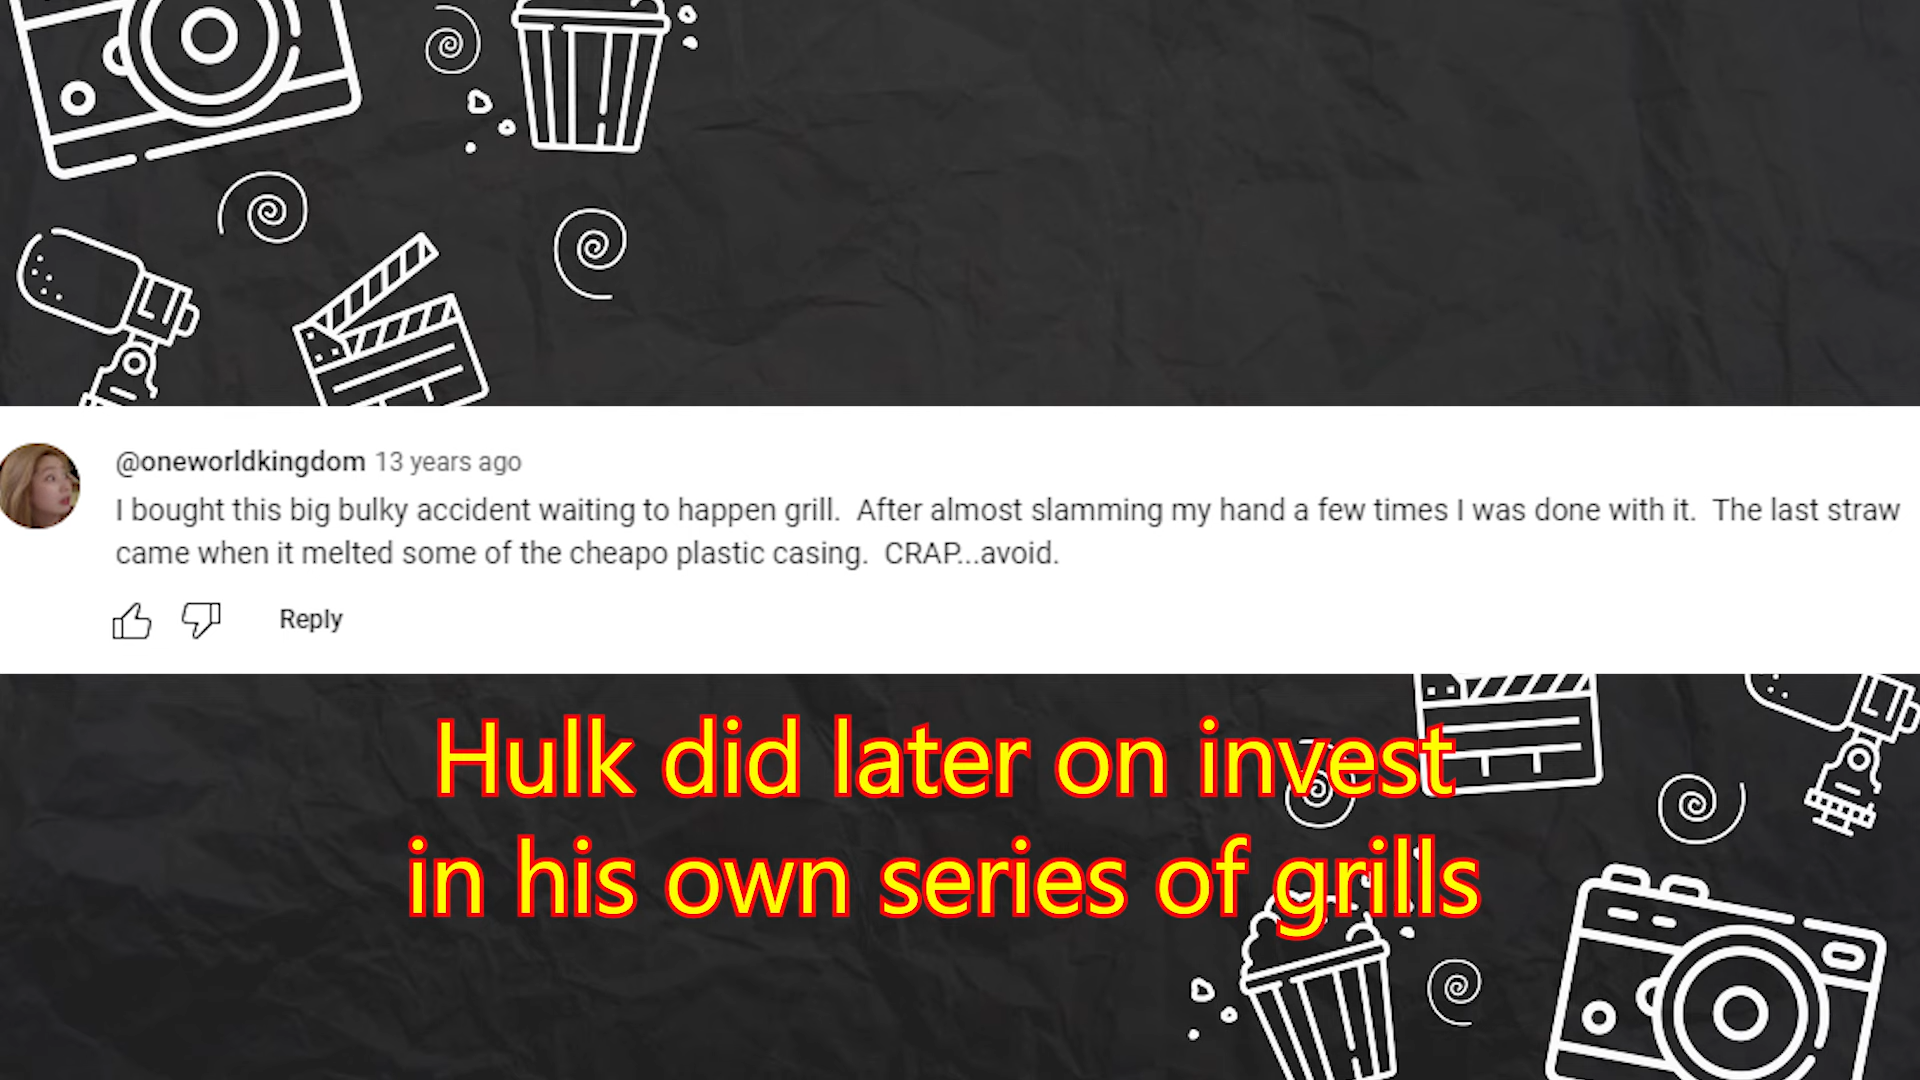 @oneworldkingdom 13 years ago
I bought this big bulky accident waiting to happen grill.  After almost slamming my hand a few times I was done with it.  The last straw
came when it melted some of the cheapo plastic casing.  CRAP...avoid.
Reply
Hulk did later on invest
in his own series of grills